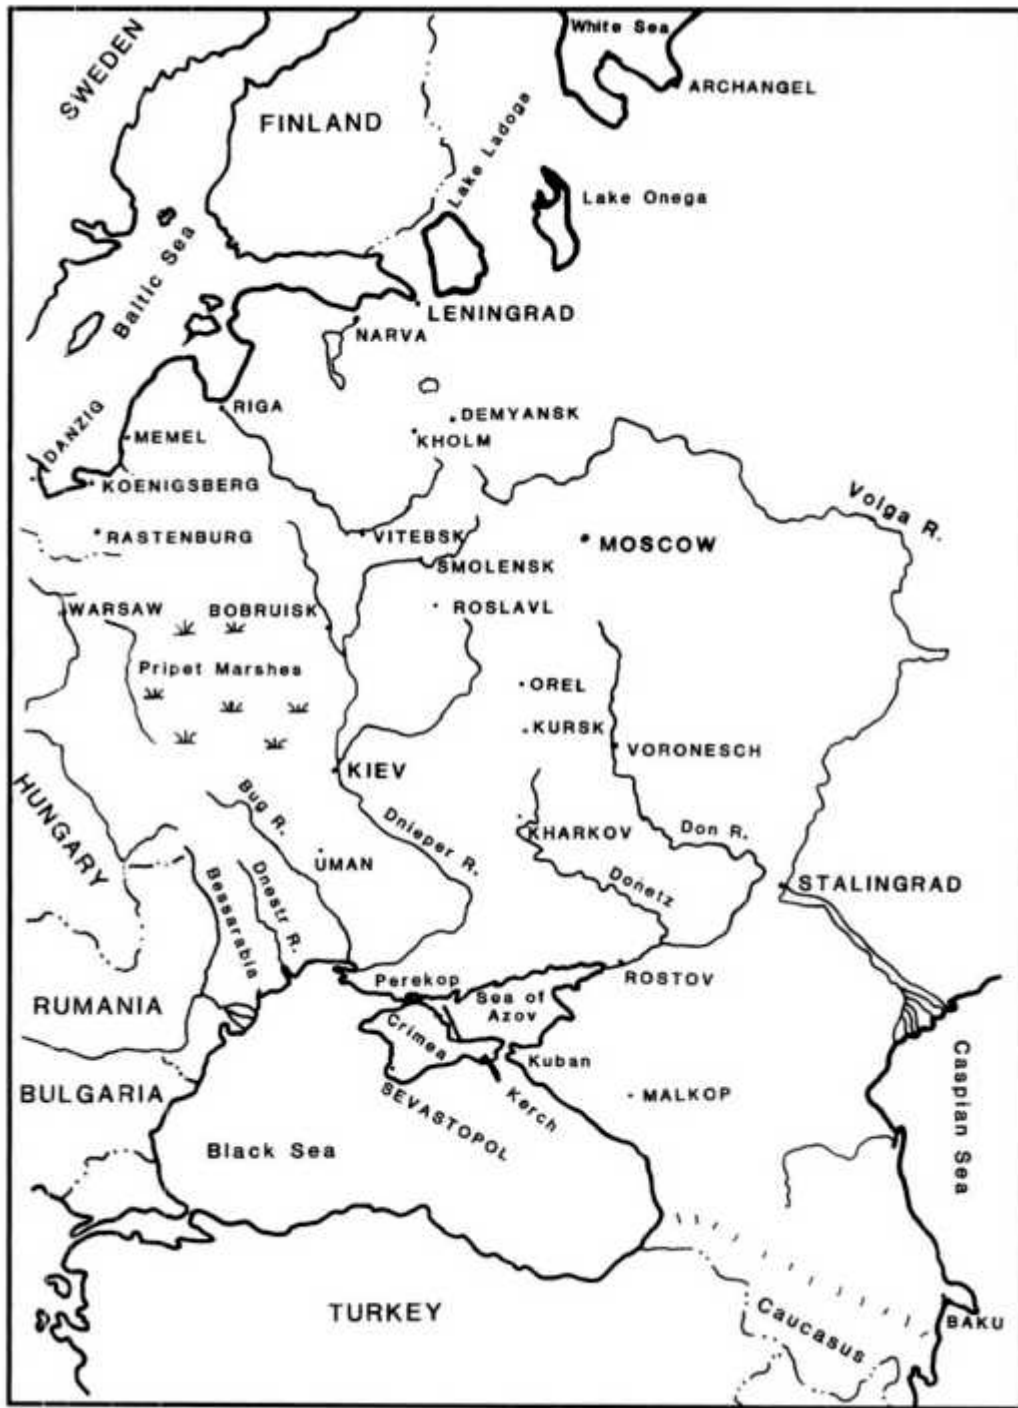 White Sea
SWEDEN
ARCHANGEL
FINLAND
Lake Ladoga
Lake Onega
Baltic Sea
LENINGRAD
NARVA
DANZIG
RIGA
DEMYANSK
MEMEL
KHOLM
KOENIGSBERG
Volga R.
RASTENBURG
VITEBSK
MOSCOW
SMOLENSK
WARSAW
BOBRUISK
ROSLAVL
Pripet Marshes
OREL
KURSK
VORONESCH
KIEV
HUNGARY
Bug R.
Dnieper R.
KHARKOV
Don R.
UMAN
Donetz
STALINGRAD
Bessarabia
Dnestr R.
Perekop
ROSTOV
RUMANIA
Sea of
Azov
Crimea
Kuban
BULGARIA
SEVASTOPOL
Kerch
MALKOP
Caspian Sea
Black Sea
TURKEY
Caucasus
BAKU